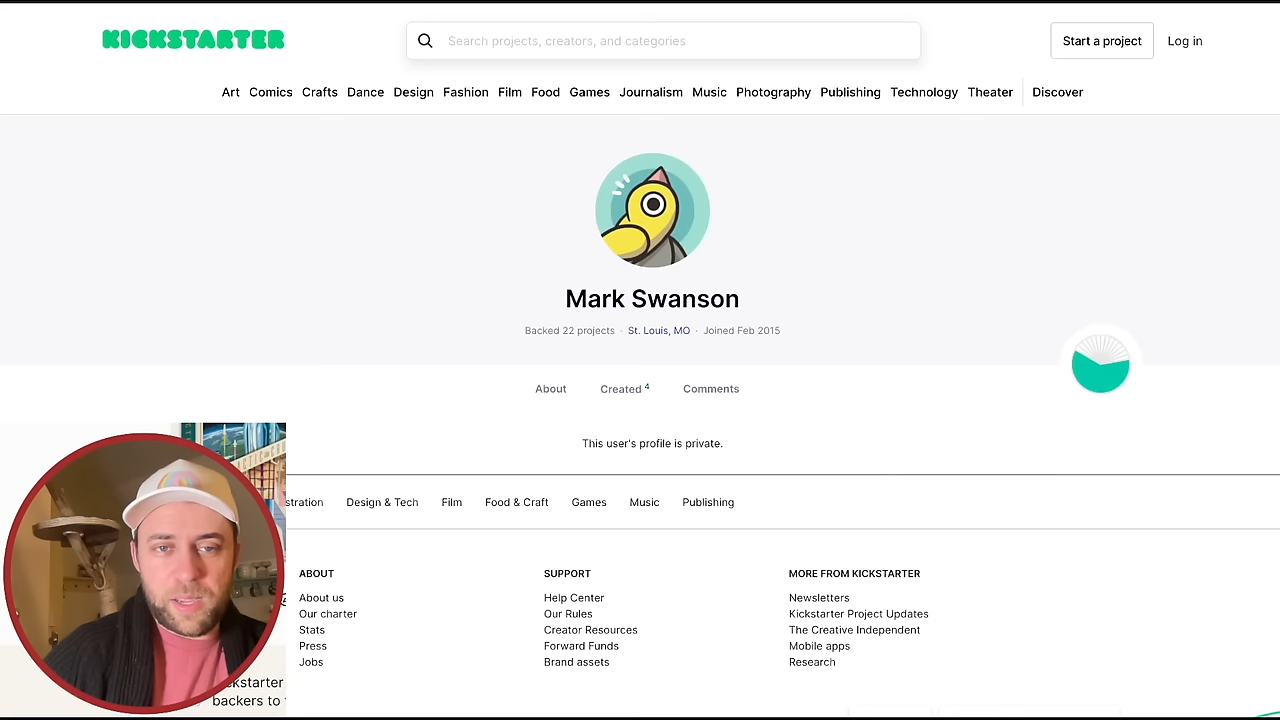 KICKSTARTER
Search projects, creators, and categories
Start a project
Log in
Art Comics Crafts Dance Design Fashion Film Food Games Journalism Music Photography Publishing Technology Theater Discover
Mark Swanson
Backed 22 projects · St. Louis, MO · Joined Feb 2015
About Created 4 Comments
This user's profile is private.
stration Design & Tech Film Food & Craft Games Music Publishing
ABOUT
About us
Our charter
Stats
Press
Jobs
SUPPORT
Help Center
Our Rules
Creator Resources
Forward Funds
Brand assets
MORE FROM KICKSTARTER
Newsletters
Kickstarter Project Updates
The Creative Independent
Mobile apps
Research
ckstarter
backers to